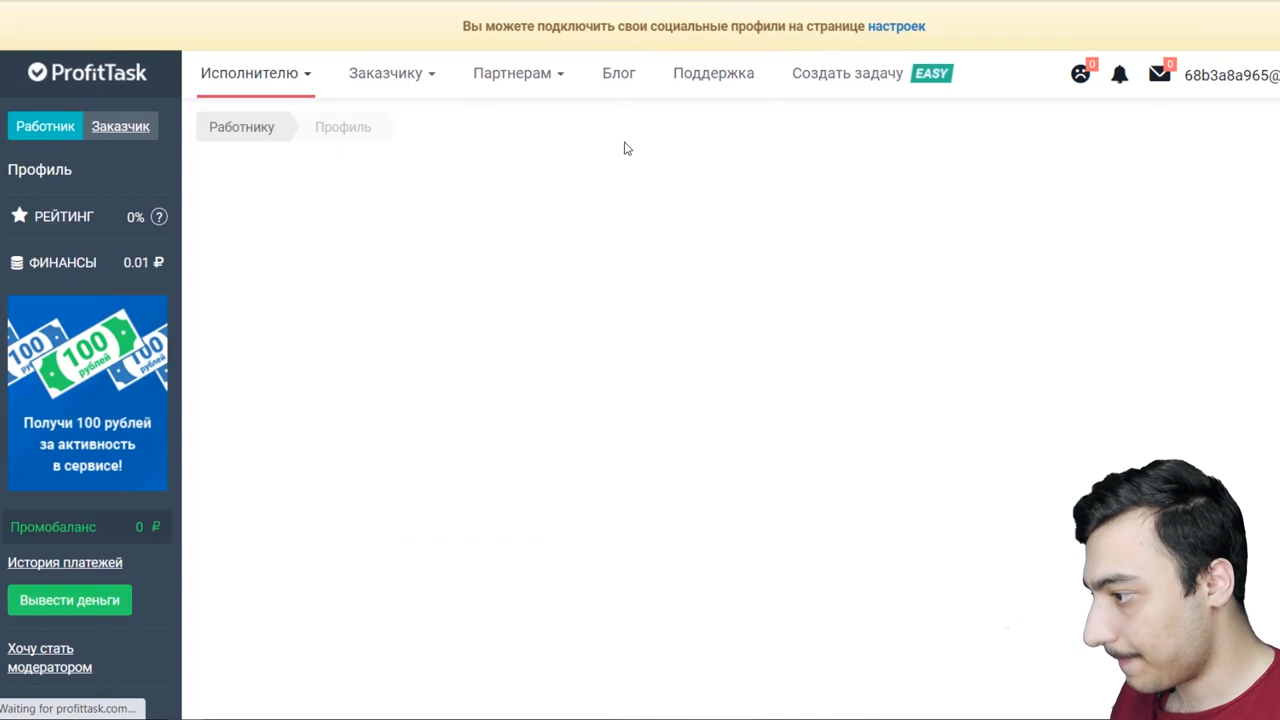 Вы можете подключить свои социальные профили на странице настроек
ProfitTask
Исполнителю
Заказчику
Партнерам
Блог
Поддержка
Создать задачу EASY
0
0
68b3a8a965@
Работник
Заказчик
Работнику
Профиль
Профиль
РЕЙТИНГ 0% ?
ФИНАНСЫ 0.01 ₽
100
рублей
100
100
Получи 100 рублей
за активность
в сервисе!
Промобаланс 0 ₽
История платежей
Вывести деньги
Хочу стать
модератором
Waiting for profittask.com...